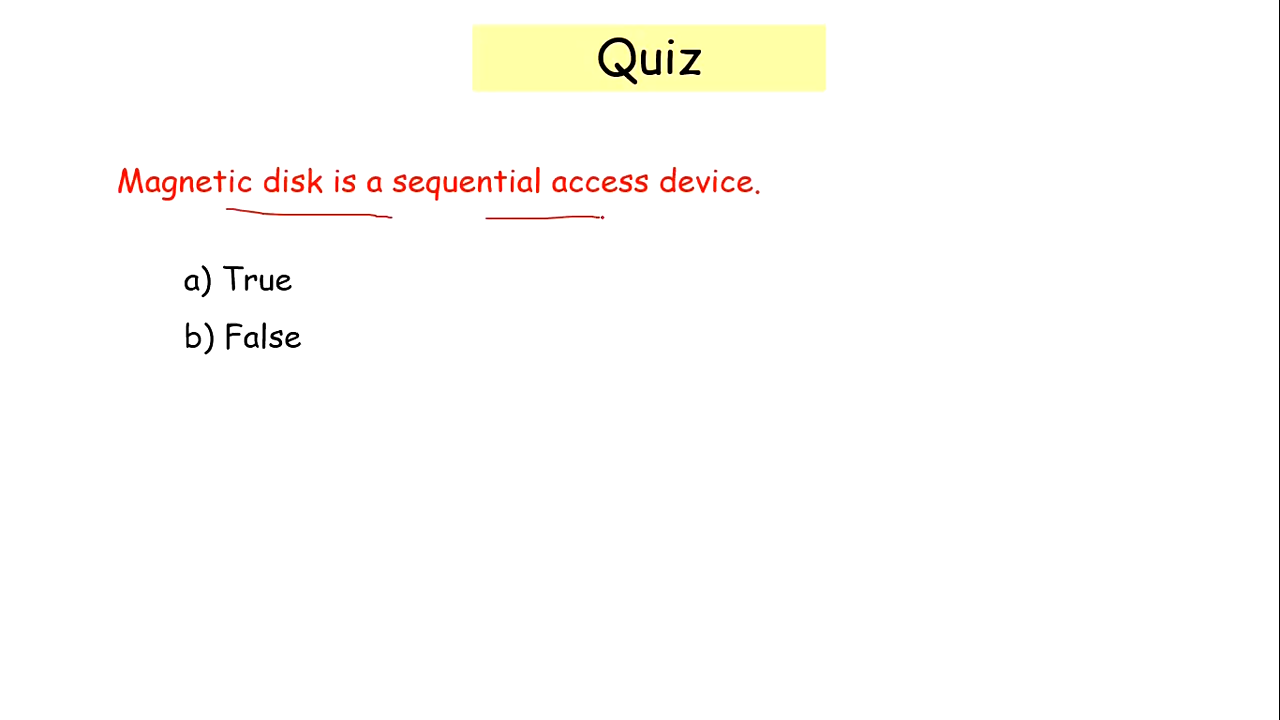 Quiz
Magnetic disk is a sequential access device.
a) True
b) False